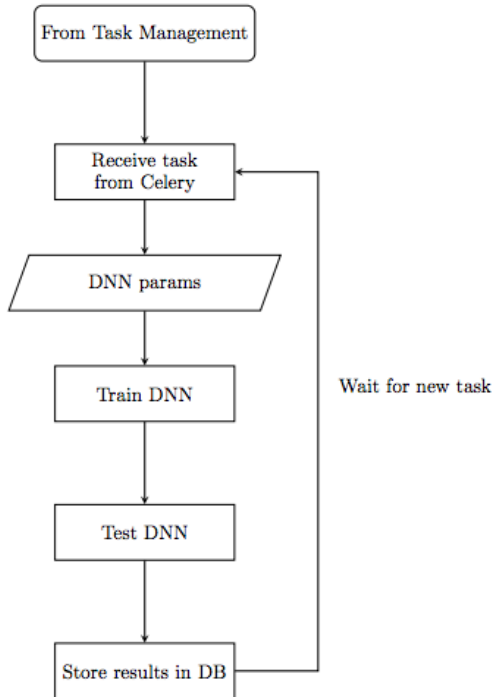 From Task Management
Receive task
from Celery
DNN params
Train DNN
Wait for new task
Test DNN
Store results in DB